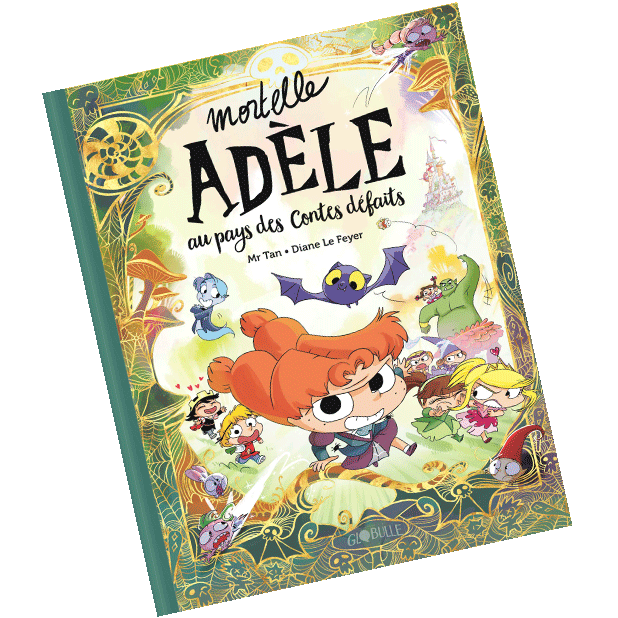 mortelle
ADÈLE
au pays des Contes défaits
Mr Tan • Diane Le Feyer
GLOBULLE